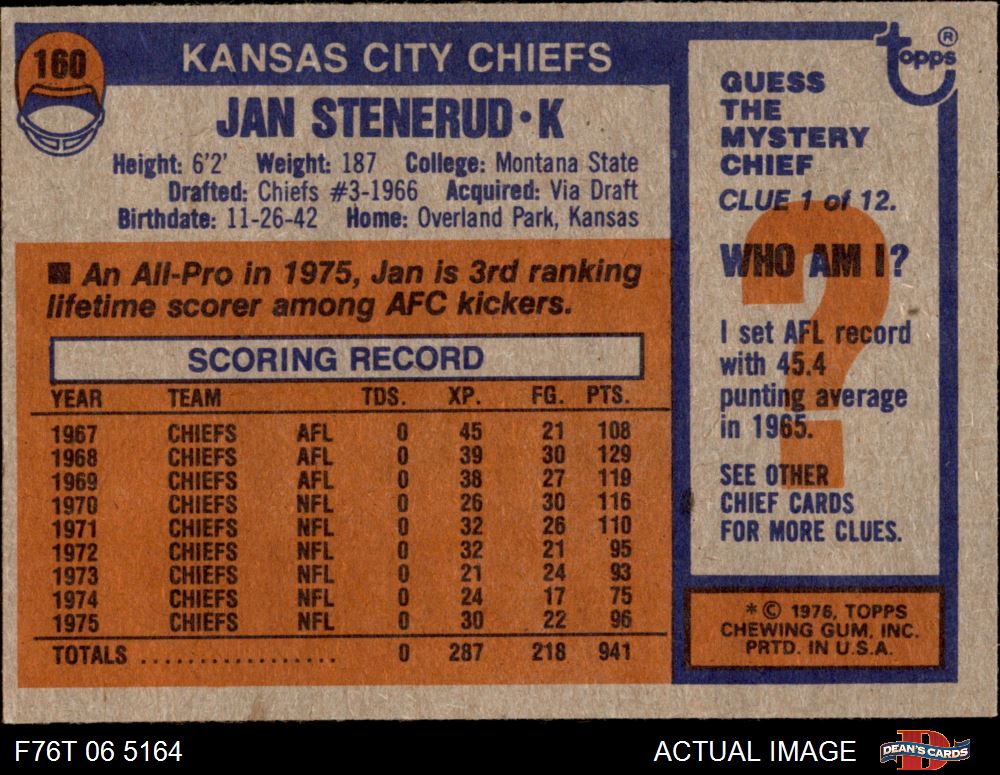 160
KANSAS CITY CHIEFS
JAN STENERUD • K
Height: 6'2' Weight: 187 College: Montana State
Drafted: Chiefs #3-1966 Acquired: Via Draft
Birthdate: 11-26-42 Home: Overland Park, Kansas
■ An All-Pro in 1975, Jan is 3rd ranking
lifetime scorer among AFC kickers.
SCORING RECORD
YEAR TEAM TDS. XP. FG. PTS.
1967 CHIEFS AFL 0 45 21 108
1968 CHIEFS AFL 0 39 30 129
1969 CHIEFS AFL 0 38 27 119
1970 CHIEFS NFL 0 26 30 116
1971 CHIEFS NFL 0 32 26 110
1972 CHIEFS NFL 0 32 21 95
1973 CHIEFS NFL 0 21 24 93
1974 CHIEFS NFL 0 24 17 75
1975 CHIEFS NFL 0 30 22 96
TOTALS .................. 0 287 218 941
topps ®
GUESS
THE
MYSTERY
CHIEF
CLUE 1 of 12.
?
WHO AM I?
I set AFL record
with 45.4
punting average
in 1965.
SEE OTHER
CHIEF CARDS
FOR MORE CLUES.
* © 1976, TOPPS
CHEWING GUM, INC.
PRTD. IN U.S.A.
F76T 06 5164
ACTUAL IMAGE
D
DEAN'S CARDS